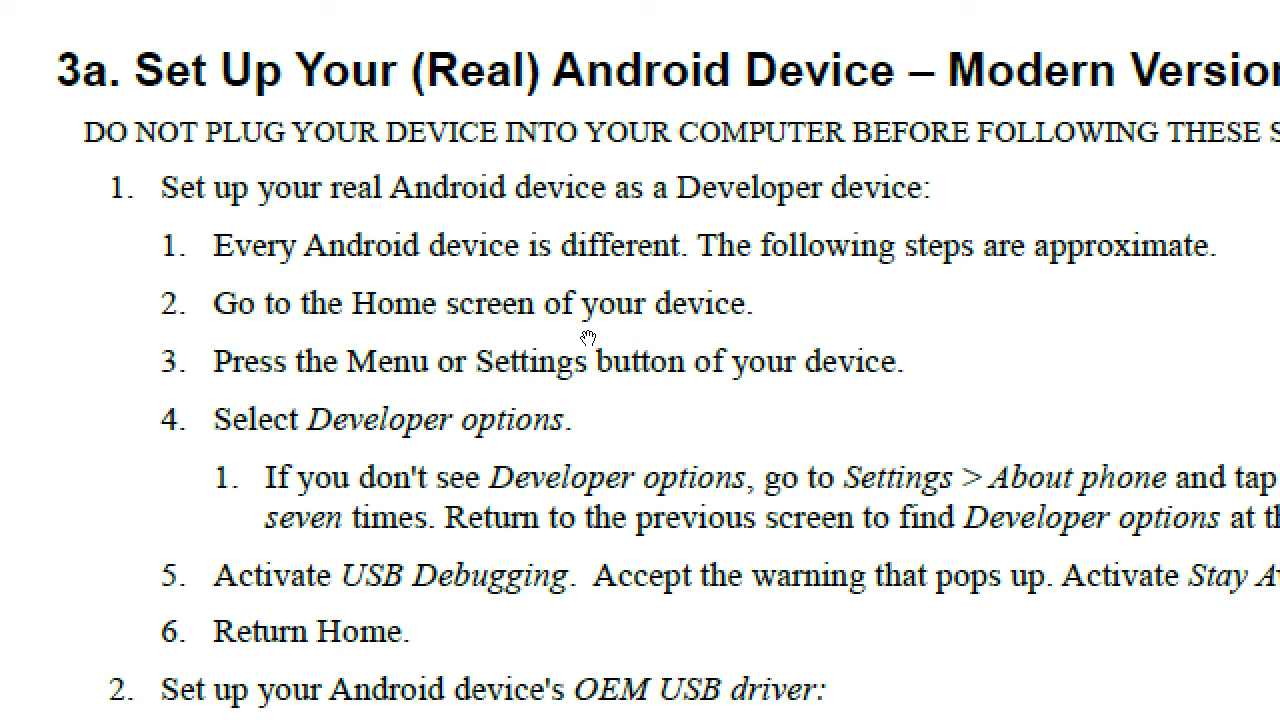 3a. Set Up Your (Real) Android Device – Modern Version
DO NOT PLUG YOUR DEVICE INTO YOUR COMPUTER BEFORE FOLLOWING THESE S
1. Set up your real Android device as a Developer device:
1. Every Android device is different. The following steps are approximate.
2. Go to the Home screen of your device.
3. Press the Menu or Settings button of your device.
4. Select Developer options.
1. If you don't see Developer options, go to Settings > About phone and tap
seven times. Return to the previous screen to find Developer options at th
5. Activate USB Debugging. Accept the warning that pops up. Activate Stay
6. Return Home.
2. Set up your Android device's OEM USB driver: